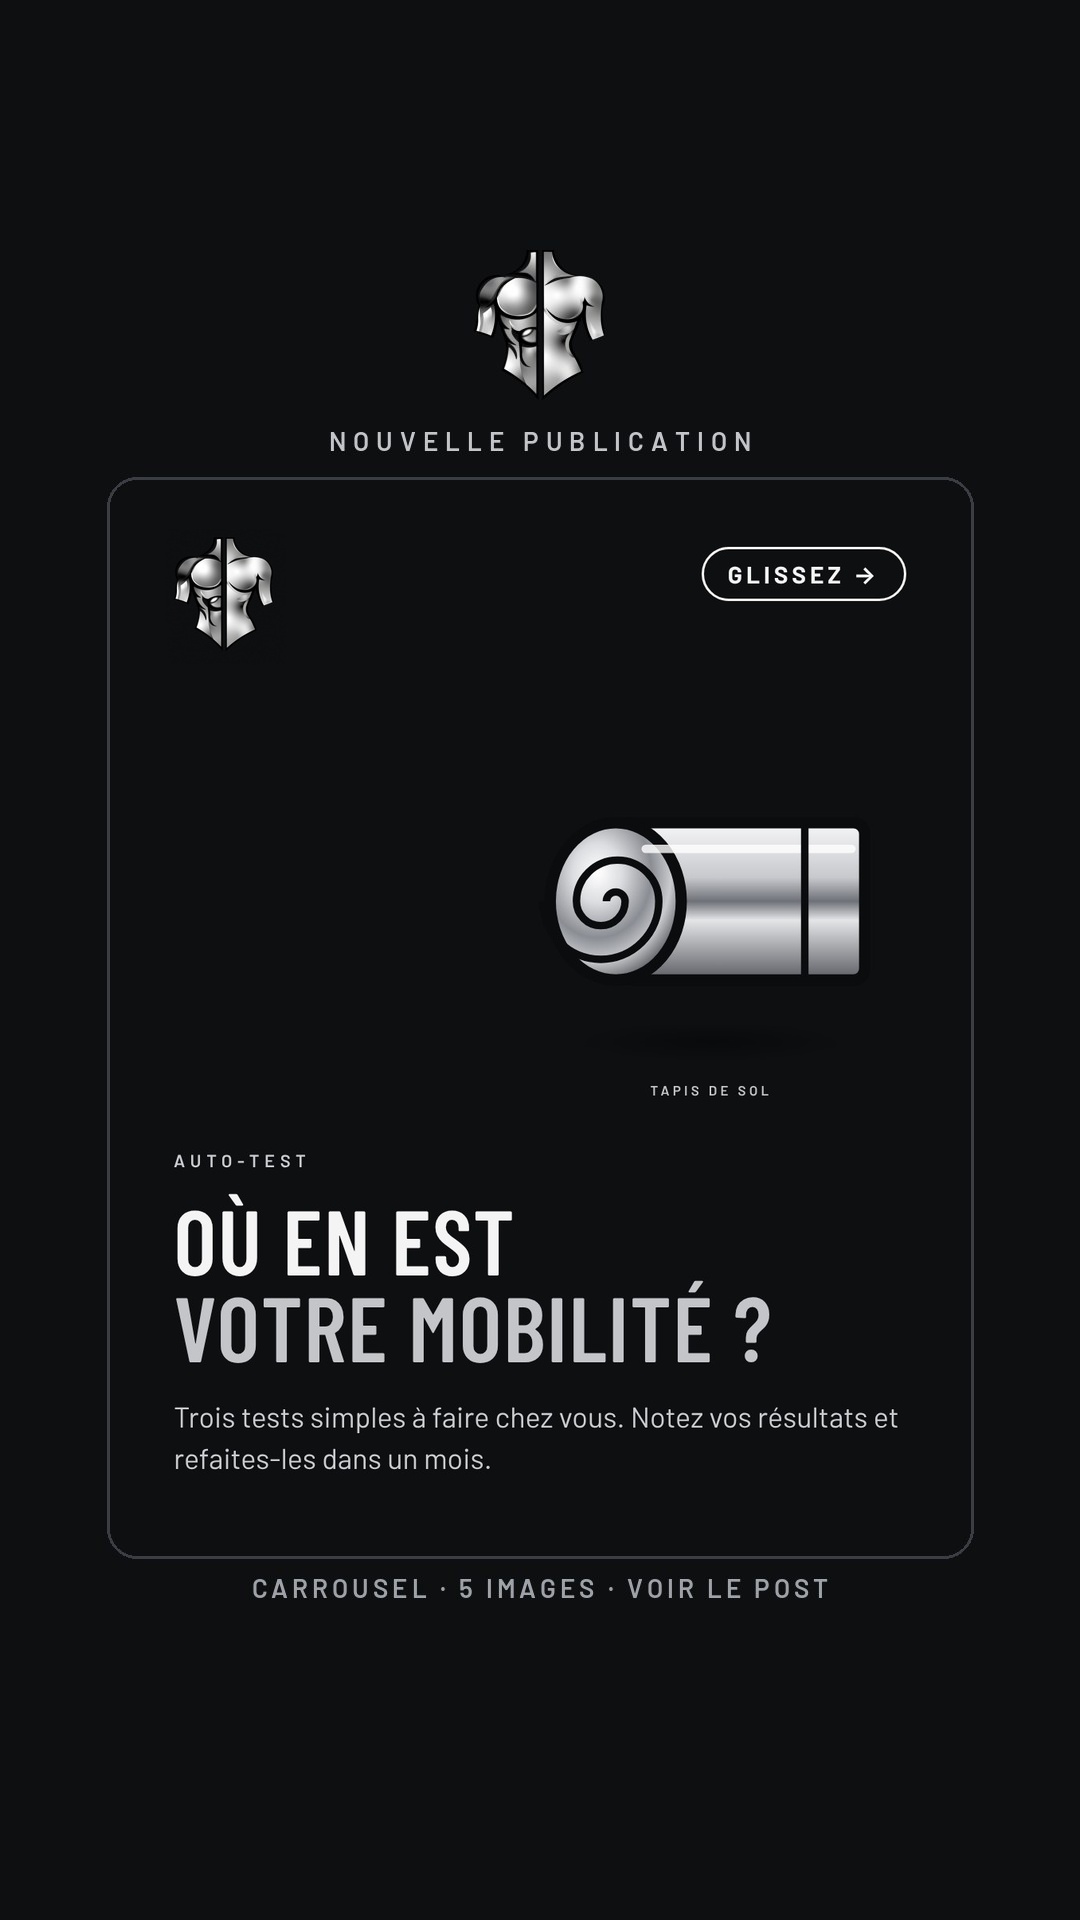 NOUVELLE PUBLICATION
GLISSEZ →
TAPIS DE SOL
AUTO-TEST
OÙ EN EST
VOTRE MOBILITÉ ?
Trois tests simples à faire chez vous. Notez vos résultats et
refaites-les dans un mois.
CARROUSEL · 5 IMAGES · VOIR LE POST